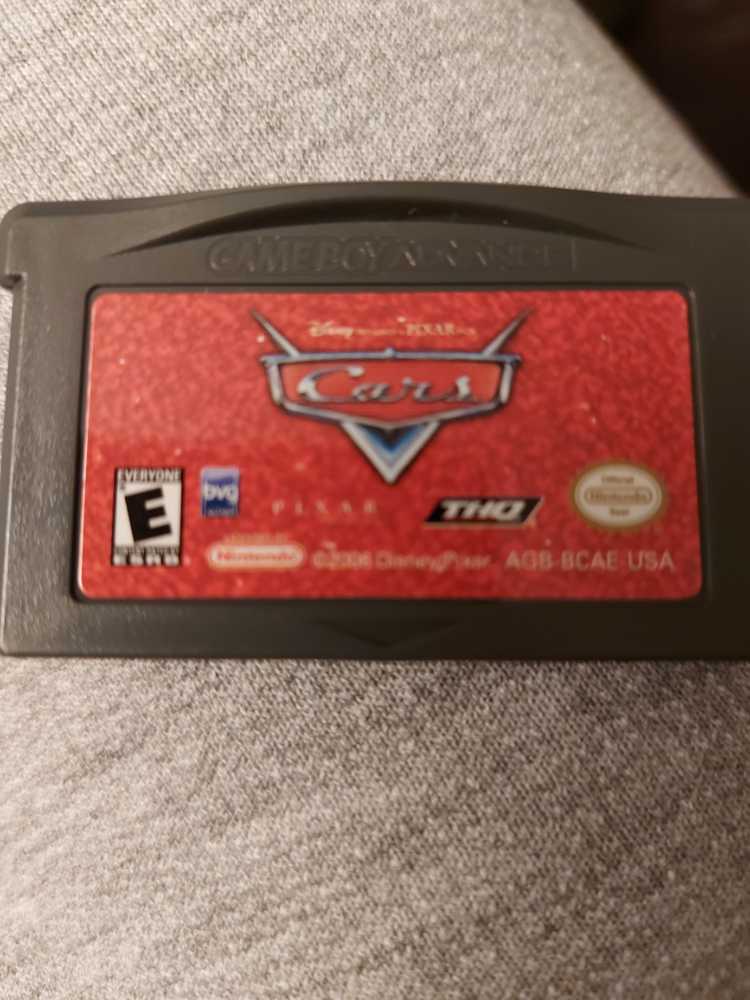 GAME BOY ADVANCE
Disney PIXAR
Cars
EVERYONE
E
ESRB
bvg
PIXAR
THQ
Official
Nintendo
Seal
Nintendo
©2006 Disney/Pixar
AGB-BCAE-USA